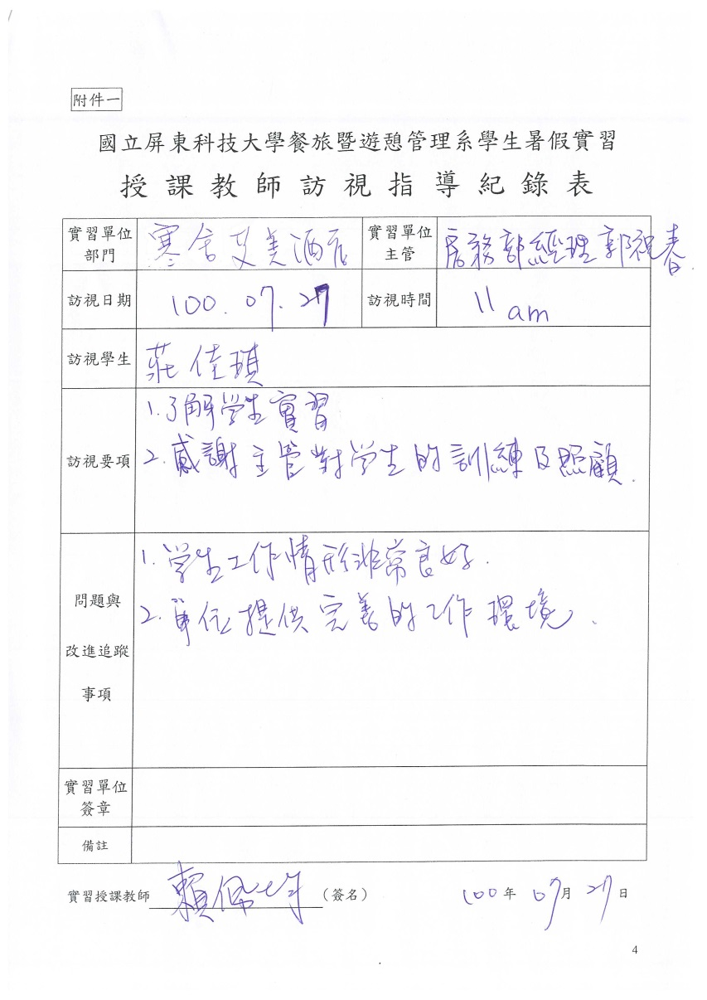 附件一
國立屏東科技大學餐旅暨遊憩管理系學生暑假實習
授課教師訪視指導紀錄表
實習單位部門 寒舍艾美酒店 實習單位主管 房務部經理郭祝春
訪視日期 100.07.27 訪視時間 11 am
訪視學生 莊佳琪
訪視要項
1.了解學生實習
2.感謝主管對學生的訓練及照顧.
問題與
改進追蹤
事項
1.學生工作情形非常良好.
2.單位提供完善的工作環境.
實習單位簽章
備註
實習授課教師 賴佩均 (簽名) 100年07月27日
4